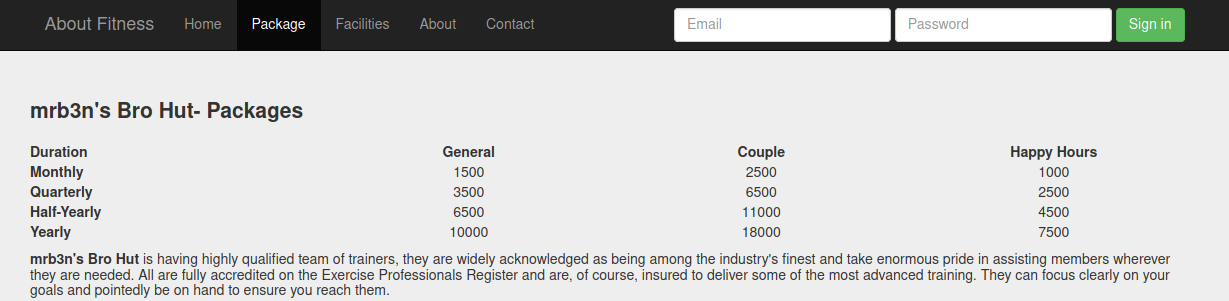 About Fitness Home Package Facilities About Contact Email Password Sign in
mrb3n's Bro Hut- Packages
Duration General Couple Happy Hours
Monthly 1500 2500 1000
Quarterly 3500 6500 2500
Half-Yearly 6500 11000 4500
Yearly 10000 18000 7500
mrb3n's Bro Hut is having highly qualified team of trainers, they are widely acknowledged as being among the industry's finest and take enormous pride in assisting members wherever
they are needed. All are fully accredited on the Exercise Professionals Register and are, of course, insured to deliver some of the most advanced training. They can focus clearly on your
goals and pointedly be on hand to ensure you reach them.